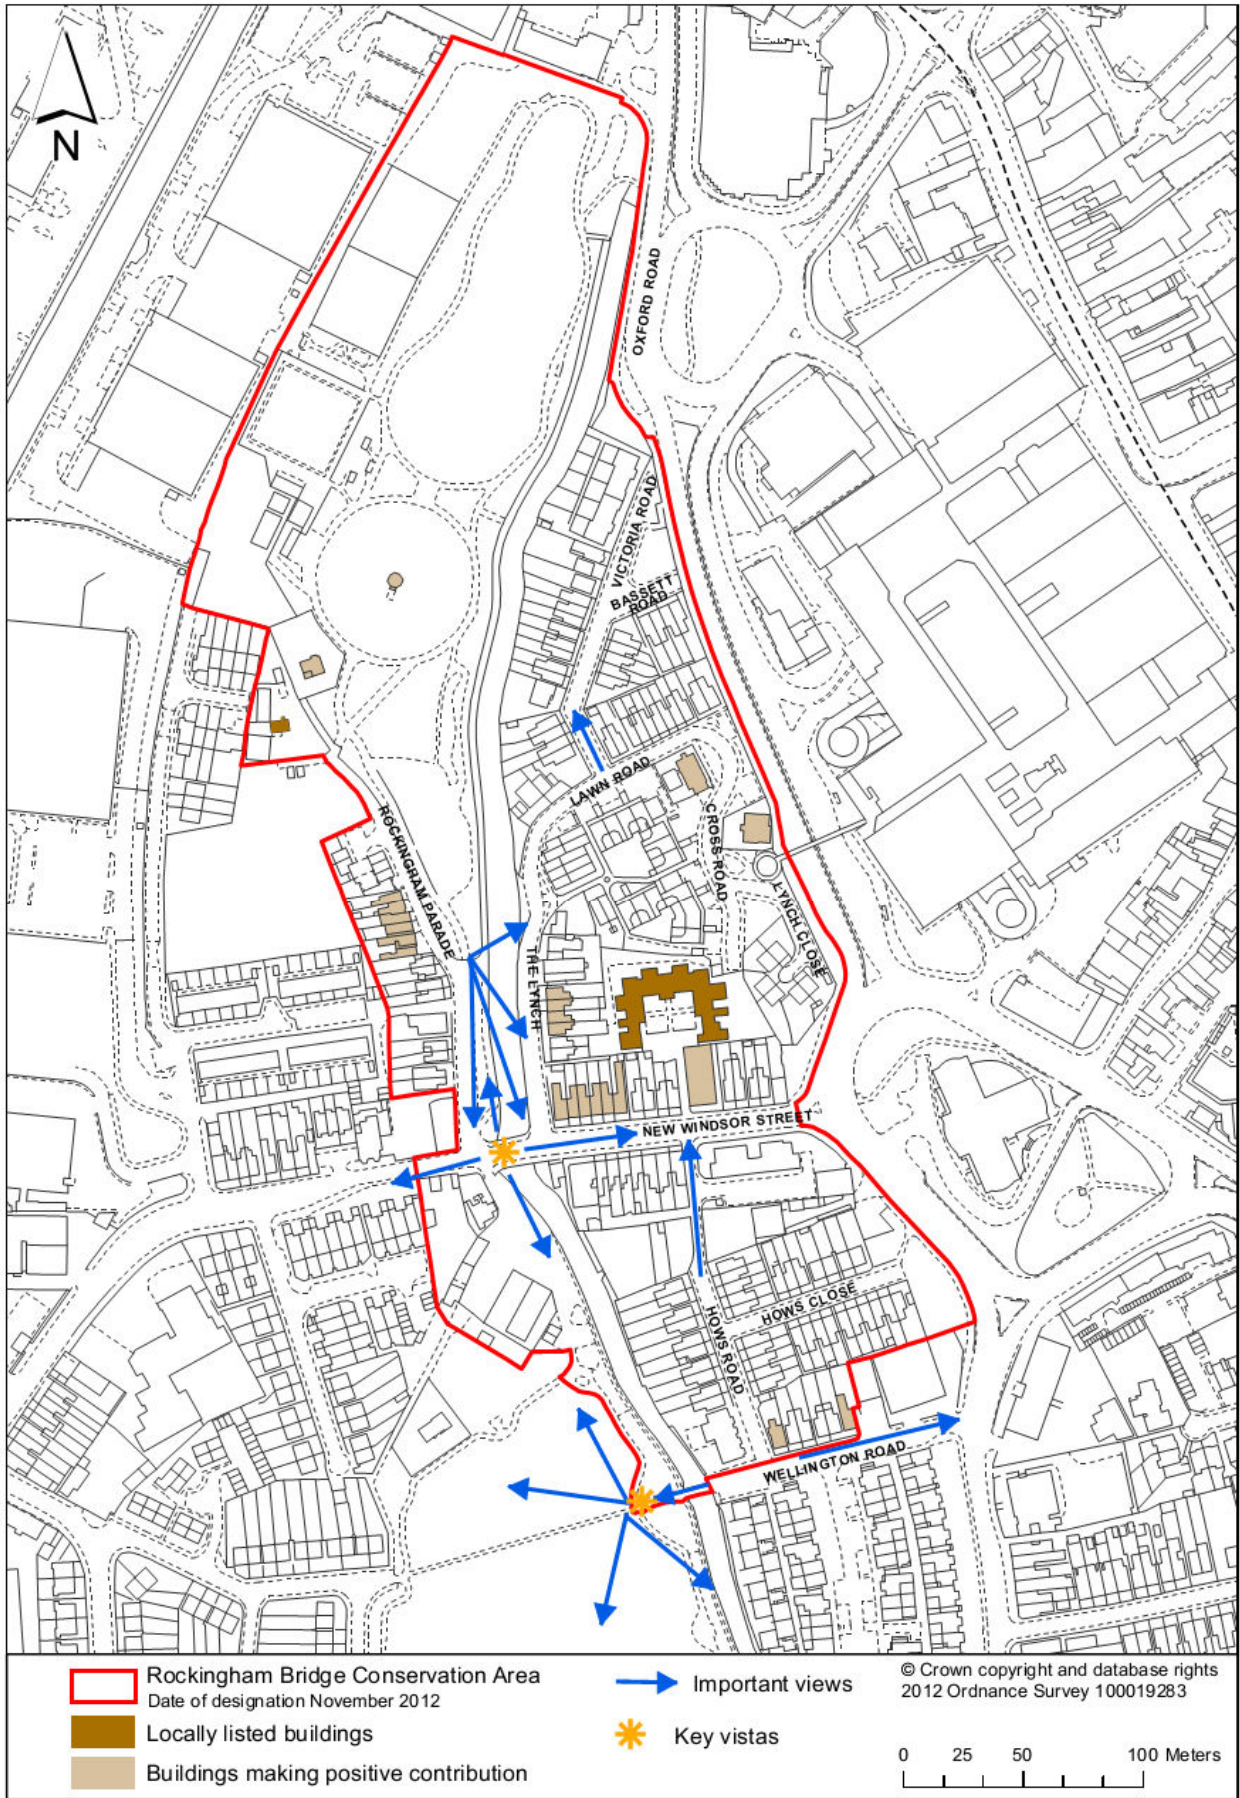 N
OXFORD ROAD
VICTORIA ROAD
BASSETT
ROAD
LAWN ROAD
ROCKINGHAM PARADE
CROSS ROAD
LYNCH CLOSE
THE LYNCH
NEW WINDSOR STREET
HOWS CLOSE
HOWS ROAD
WELLINGTON ROAD
Rockingham Bridge Conservation Area
Date of designation November 2012
Locally listed buildings
Buildings making positive contribution
Important views
Key vistas
© Crown copyright and database rights
2012 Ordnance Survey 100019283
0 25 50 100 Meters